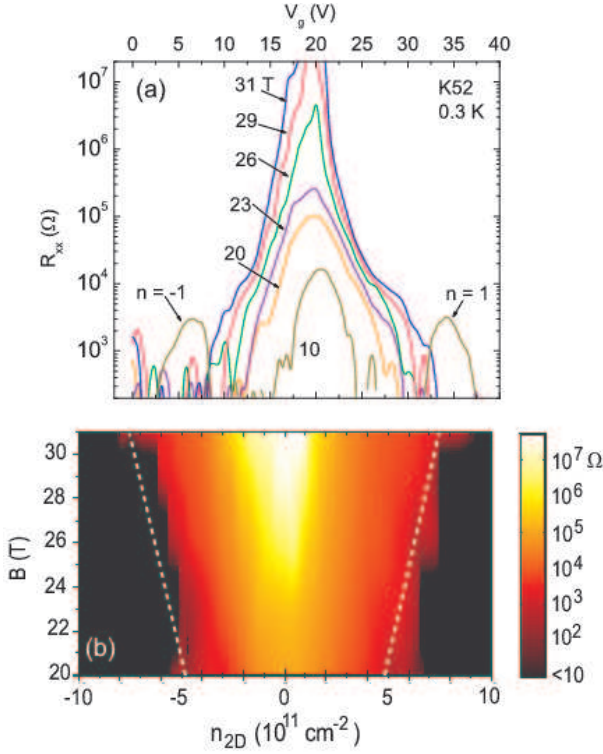 V_g (V)
0 5 10 15 20 25 30 35 40
10^7
10^6
10^5
10^4
10^3
R_xx (Ω)
(a)
K52
0.3 K
31 T
29
26
23
20
10
n = -1
n = 1
30
28
26
24
22
20
B (T)
(b)
-10 -5 0 5 10
n_2D (10^11 cm^-2)
10^7 Ω
10^6
10^5
10^4
10^3
10^2
<10